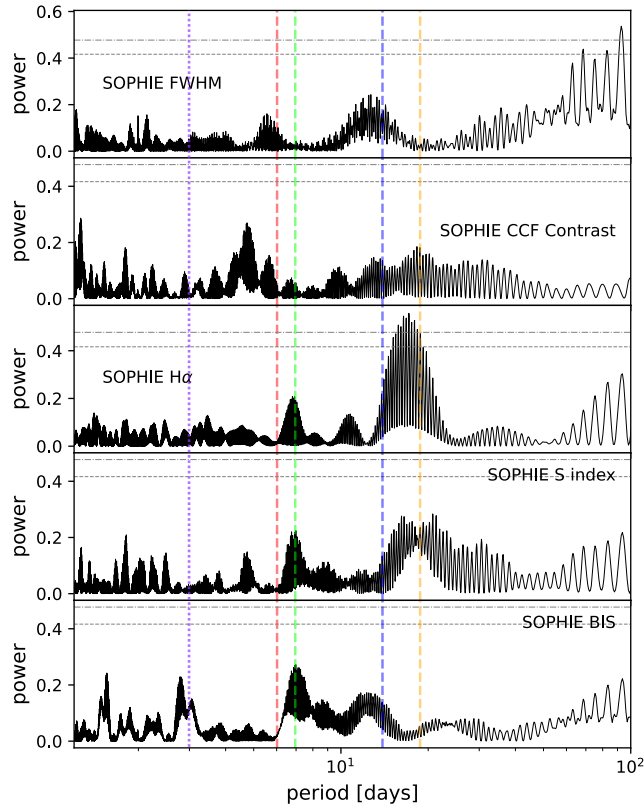 0.6
0.4
0.2
0.0
power
SOPHIE FWHM
0.4
0.2
0.0
power
SOPHIE CCF Contrast
0.4
0.2
0.0
power
SOPHIE Hα
0.4
0.2
0.0
power
SOPHIE S index
0.4
0.2
0.0
power
SOPHIE BIS
10¹
10²
period [days]